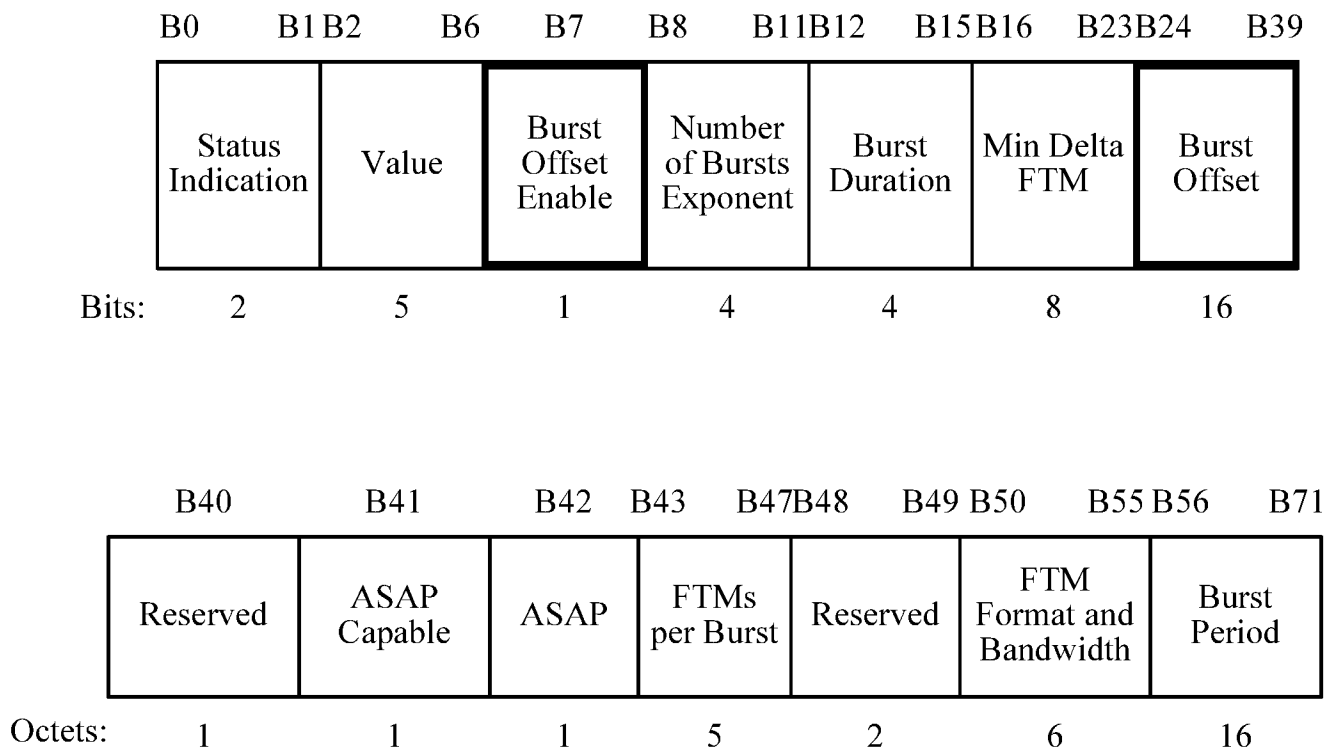 B0 B1 B2 B6 B7 B8 B11 B12 B15 B16 B23 B24 B39
Status Indication
Value
Burst Offset Enable
Number of Bursts Exponent
Burst Duration
Min Delta FTM
Burst Offset
Bits: 2 5 1 4 4 8 16
B40 B41 B42 B43 B47 B48 B49 B50 B55 B56 B71
Reserved
ASAP Capable
ASAP
FTMs per Burst
Reserved
FTM Format and Bandwidth
Burst Period
Octets: 1 1 1 5 2 6 16